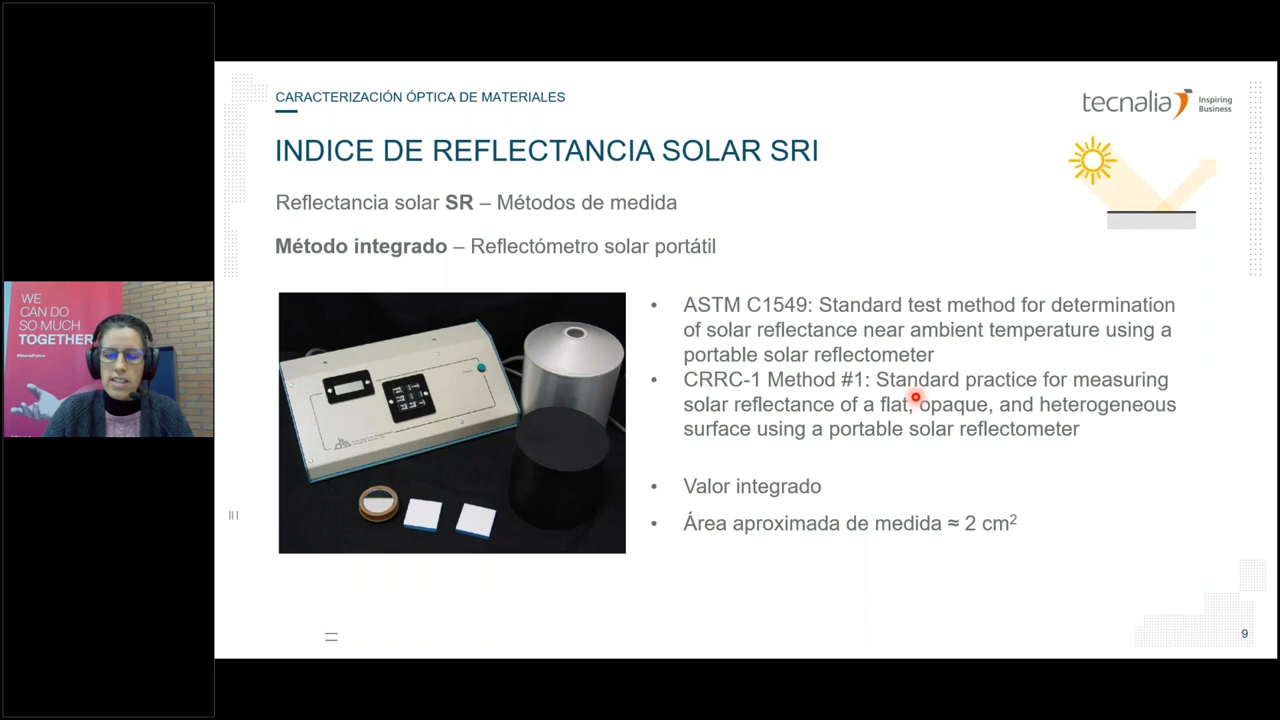 CARACTERIZACIÓN ÓPTICA DE MATERIALES
tecnalia Inspiring Business
INDICE DE REFLECTANCIA SOLAR SRI
Reflectancia solar SR – Métodos de medida
Método integrado – Reflectómetro solar portátil
WE
CAN DO
SO MUCH
TOGETHER
• ASTM C1549: Standard test method for determination
of solar reflectance near ambient temperature using a
portable solar reflectometer
• CRRC-1 Method #1: Standard practice for measuring
solar reflectance of a flat, opaque, and heterogeneous
surface using a portable solar reflectometer
• Valor integrado
• Área aproximada de medida ≈ 2 cm²
9